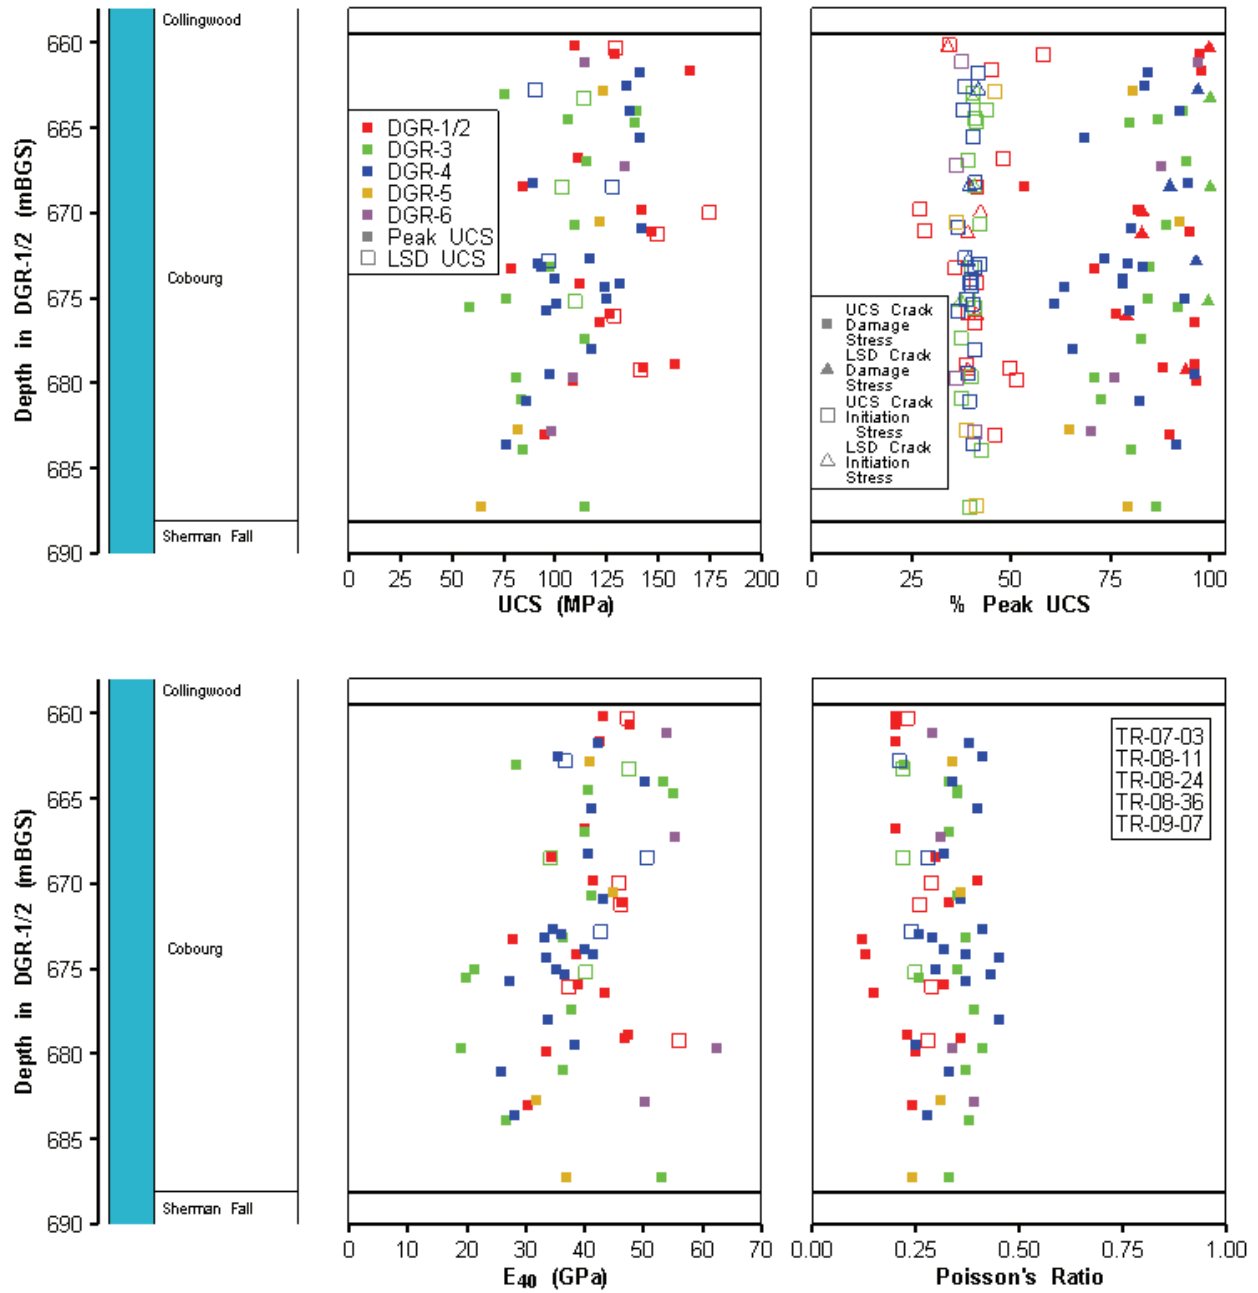 Collingwood
Cobourg
Sherman Fall
Depth in DGR-1/2 (mBGS)
660
665
670
675
680
685
690
DGR-1/2
DGR-3
DGR-4
DGR-5
DGR-6
Peak UCS
LSD UCS
0 25 50 75 100 125 150 175 200
UCS (MPa)
UCS Crack
Damage
Stress
LSD Crack
Damage
Stress
UCS Crack
Initiation
Stress
LSD Crack
Initiation
Stress
0 25 50 75 100
% Peak UCS
Collingwood
Cobourg
Sherman Fall
Depth in DGR-1/2 (mBGS)
660
665
670
675
680
685
690
0 10 20 30 40 50 60 70
E40 (GPa)
TR-07-03
TR-08-11
TR-08-24
TR-08-36
TR-09-07
0.00 0.25 0.50 0.75 1.00
Poisson's Ratio